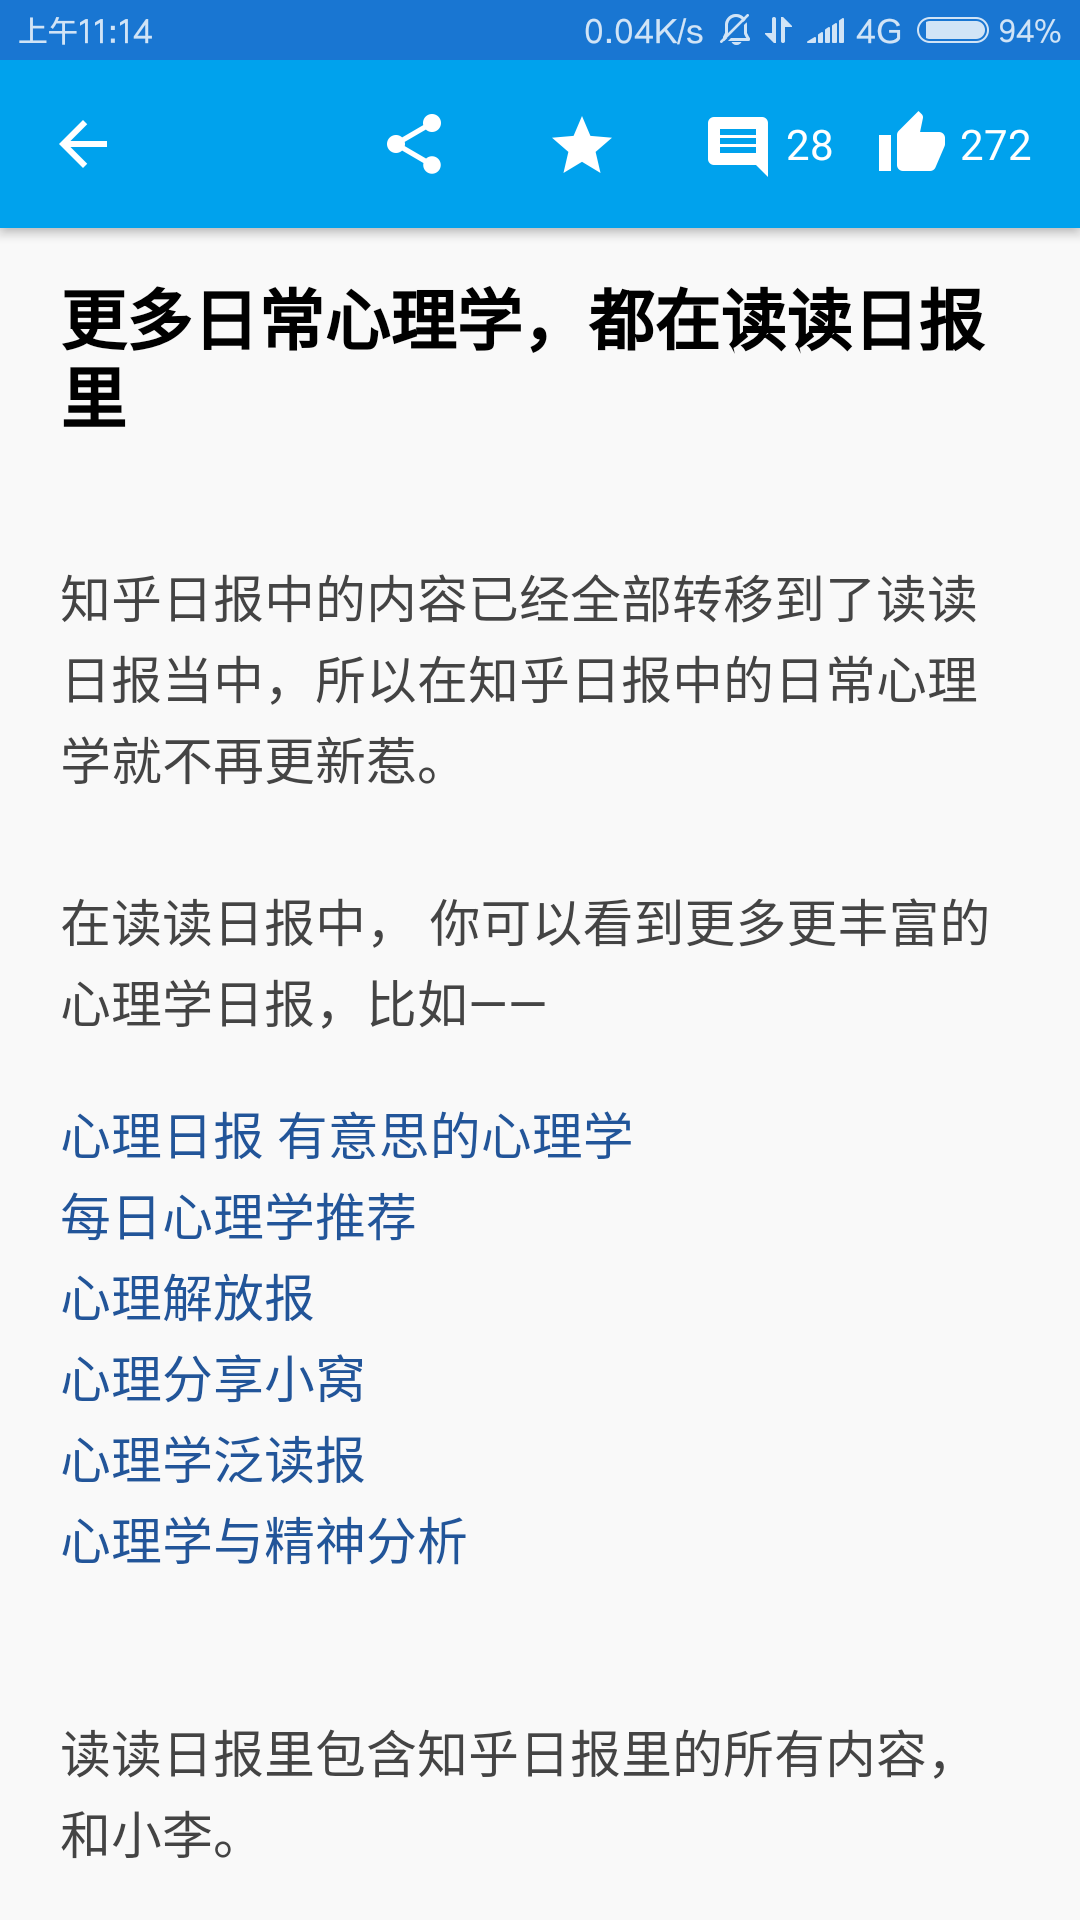 上午11:14 0.04K/s 4G 94%
28 272
更多日常心理学，都在读读日报
里
知乎日报中的内容已经全部转移到了读读
日报当中，所以在知乎日报中的日常心理
学就不再更新惹。
在读读日报中， 你可以看到更多更丰富的
心理学日报，比如——
心理日报 有意思的心理学
每日心理学推荐
心理解放报
心理分享小窝
心理学泛读报
心理学与精神分析
读读日报里包含知乎日报里的所有内容，
和小李。